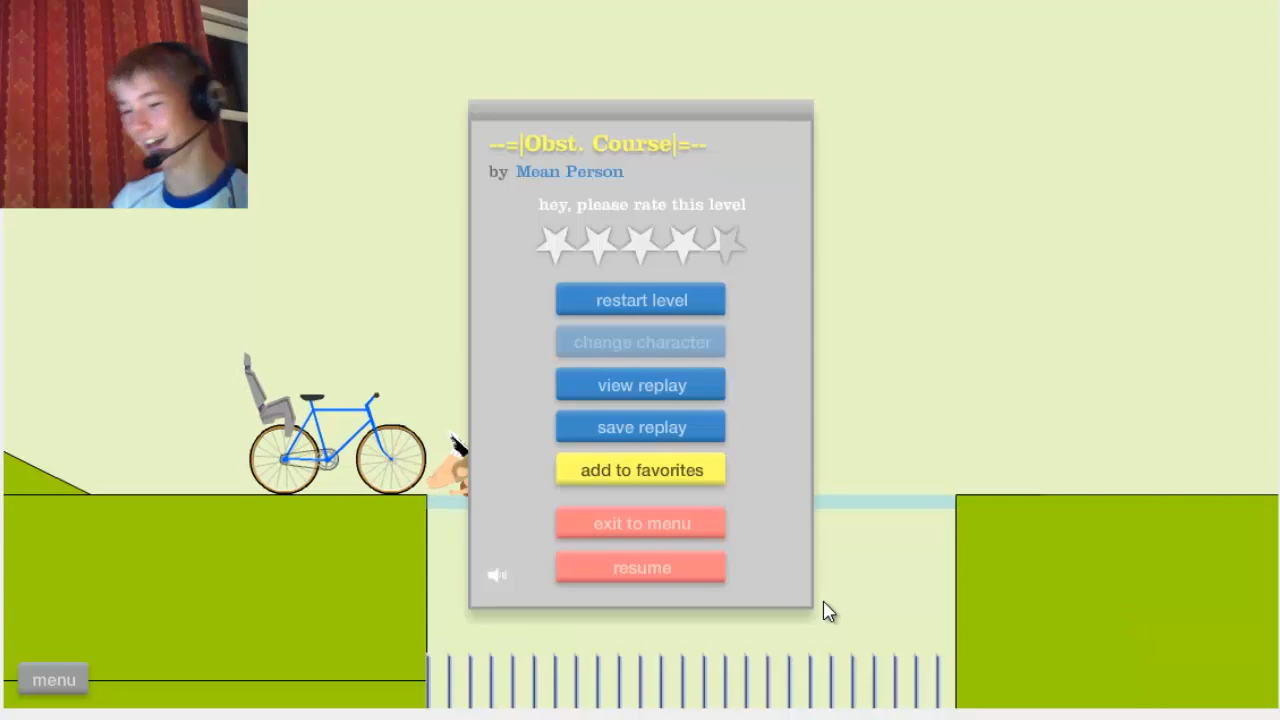 --=|Obst. Course|=--
by Mean Person
hey, please rate this level
restart level
change character
view replay
save replay
add to favorites
exit to menu
resume
menu